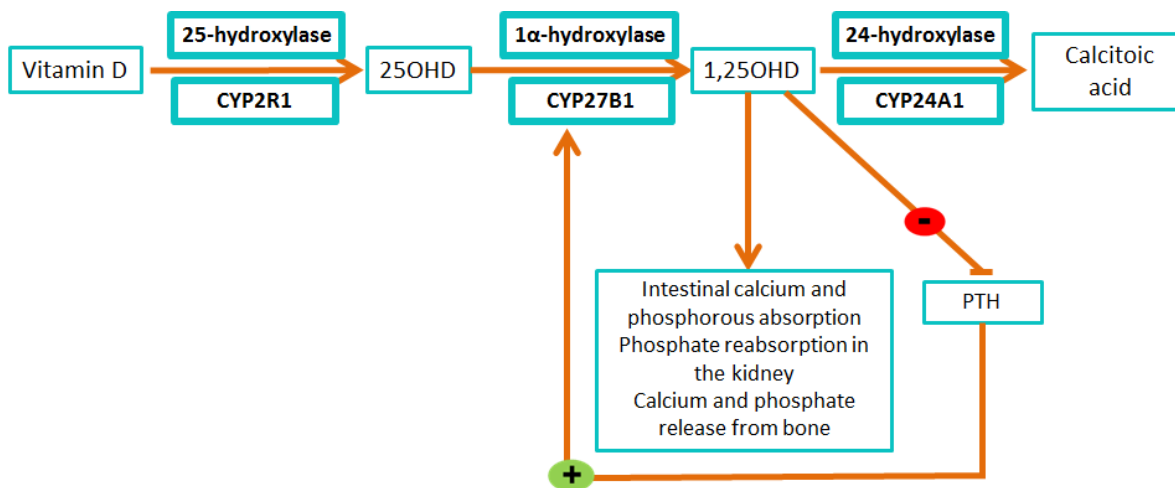 25-hydroxylase
1α-hydroxylase
24-hydroxylase
Vitamin D
25OHD
1,25OHD
Calcitoic
acid
CYP2R1
CYP27B1
CYP24A1
-
Intestinal calcium and
phosphorous absorption
Phosphate reabsorption in
the kidney
Calcium and phosphate
release from bone
PTH
+